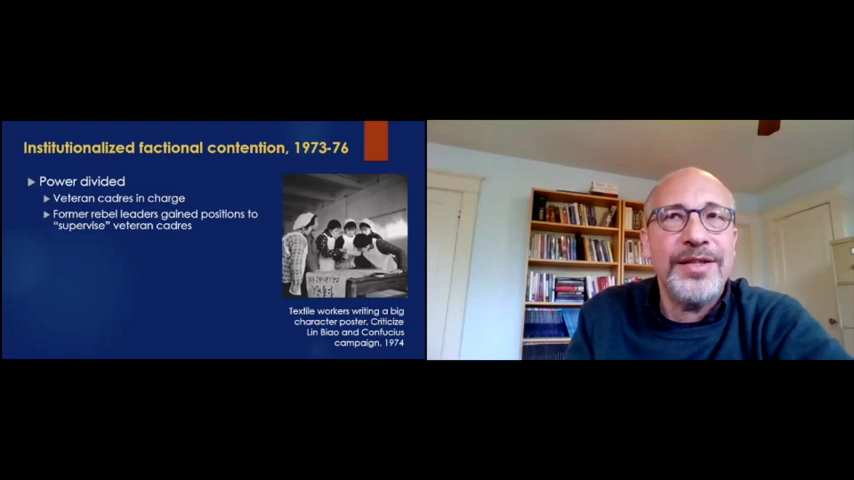 Institutionalized factional contention, 1973-76
Power divided
Veteran cadres in charge
Former rebel leaders gained positions to
“supervise” veteran cadres
Textile workers writing a big
character poster, Criticize
Lin Biao and Confucius
campaign, 1974